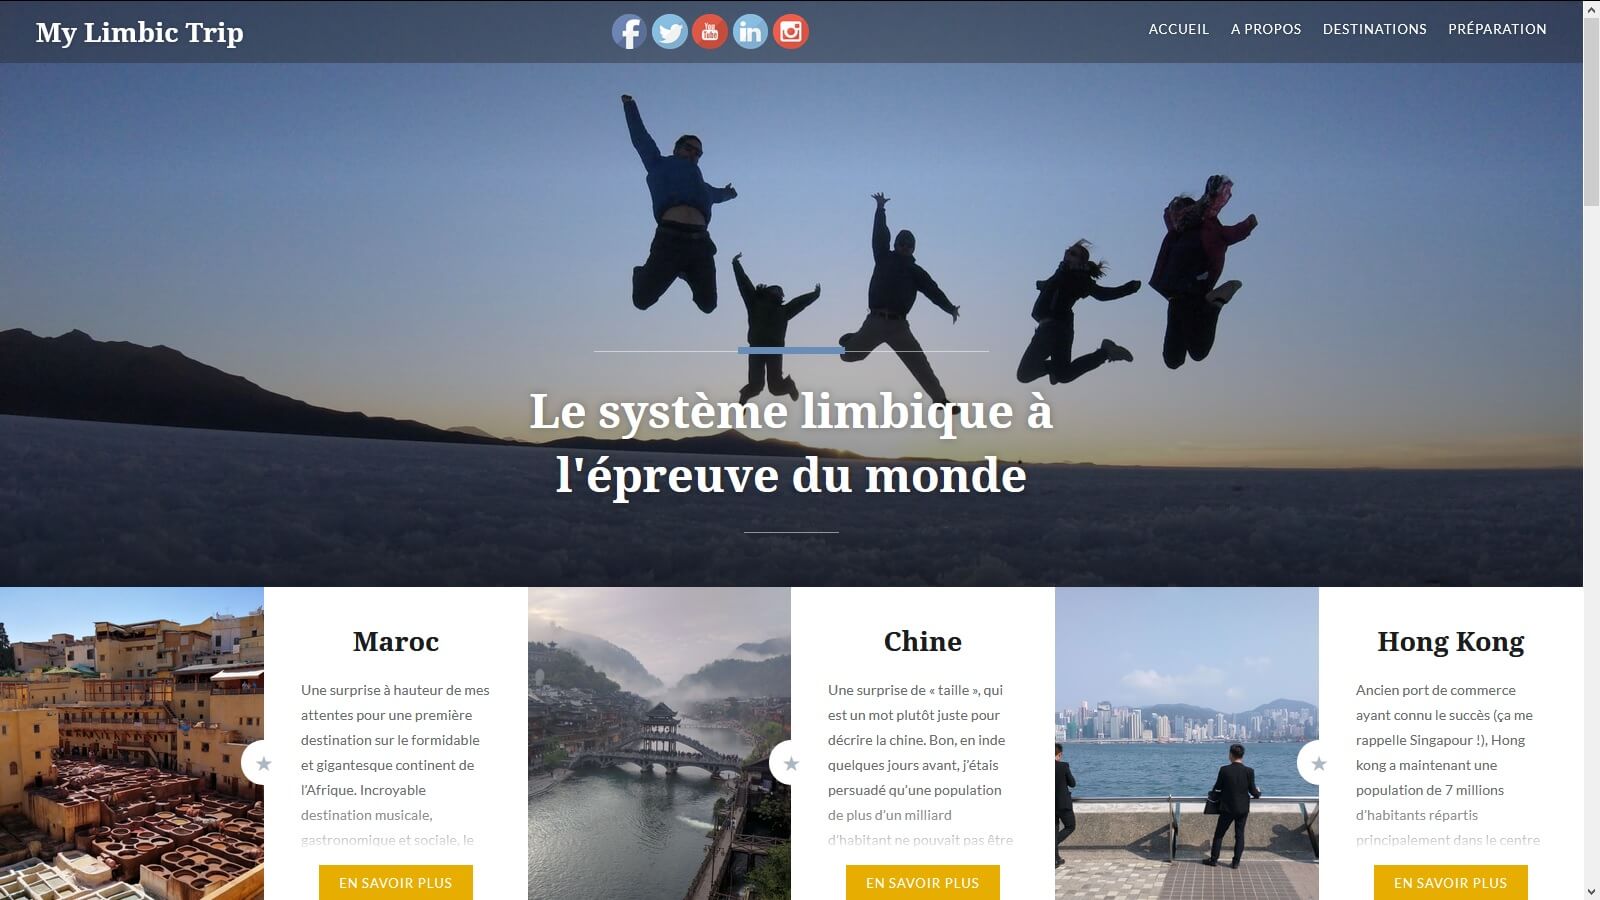 My Limbic Trip
You
Tube
ACCUEIL A PROPOS DESTINATIONS PRÉPARATION
Le système limbique à
l'épreuve du monde
Maroc
Une surprise à hauteur de mes
attentes pour une première
destination sur le formidable
et gigantesque continent de
l'Afrique. Incroyable
destination musicale,
gastronomique et sociale, le
EN SAVOIR PLUS
Chine
Une surprise de « taille », qui
est un mot plutôt juste pour
décrire la chine. Bon, en inde
quelques jours avant, j'étais
persuadé qu'une population
de plus d'un milliard
d'habitant ne pouvait pas être
EN SAVOIR PLUS
Hong Kong
Ancien port de commerce
ayant connu le succès (ça me
rappelle Singapour !), Hong
kong a maintenant une
population de 7 millions
d'habitants répartis
principalement dans le centre
EN SAVOIR PLUS